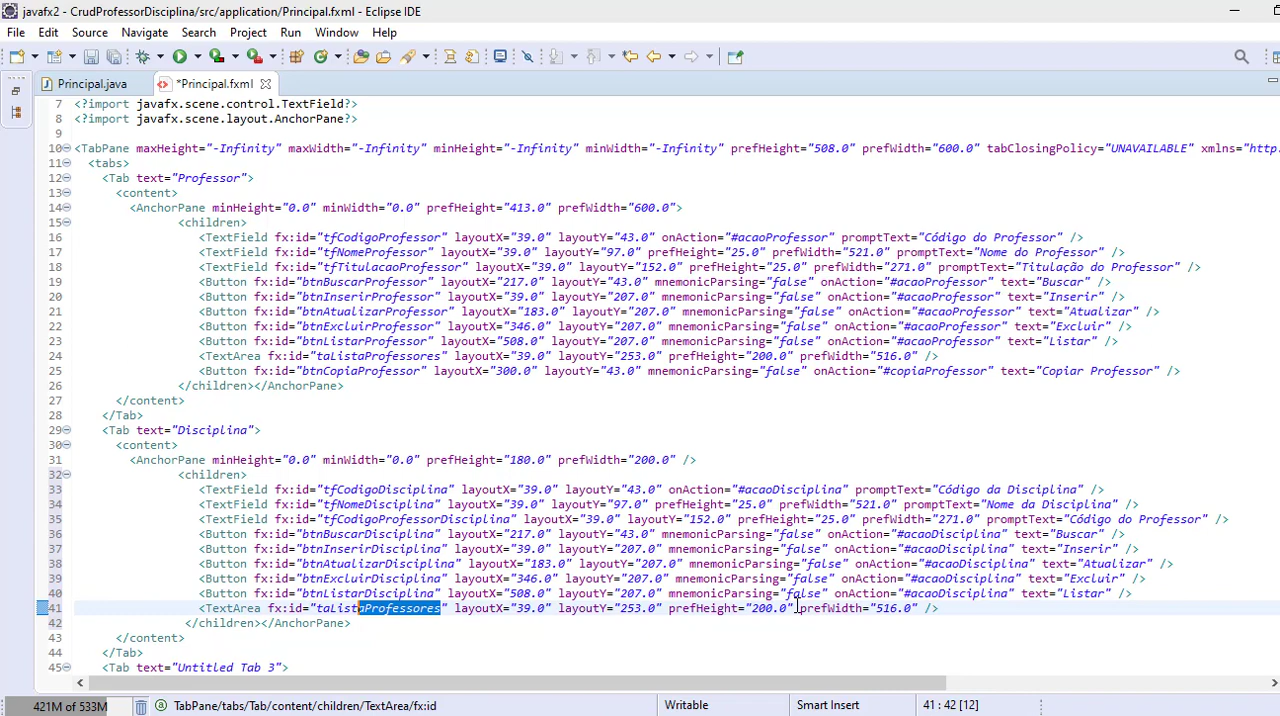 javafx2 - CrudProfessorDisciplina/src/application/Principal.fxml - Eclipse IDE
File Edit Source Navigate Search Project Run Window Help
Principal.java *Principal.fxml
7 <?import javafx.scene.control.TextField?>
8 <?import javafx.scene.layout.AnchorPane?>
9
10 <TabPane maxHeight="-Infinity" maxWidth="-Infinity" minHeight="-Infinity" minWidth="-Infinity" prefHeight="508.0" prefWidth="600.0" tabClosingPolicy="UNAVAILABLE" xmlns="http.
11 <tabs>
12 <Tab text="Professor">
13 <content>
14 <AnchorPane minHeight="0.0" minWidth="0.0" prefHeight="413.0" prefWidth="600.0">
15 <children>
16 <TextField fx:id="tfCodigoProfessor" layoutX="39.0" layoutY="43.0" onAction="#acaoProfessor" promptText="Código do Professor" />
17 <TextField fx:id="tfNomeProfessor" layoutX="39.0" layoutY="97.0" prefHeight="25.0" prefWidth="521.0" promptText="Nome do Professor" />
18 <TextField fx:id="tfTitulacaoProfessor" layoutX="39.0" layoutY="152.0" prefHeight="25.0" prefWidth="271.0" promptText="Titulação do Professor" />
19 <Button fx:id="btnBuscarProfessor" layoutX="217.0" layoutY="43.0" mnemonicParsing="false" onAction="#acaoProfessor" text="Buscar" />
20 <Button fx:id="btnInserirProfessor" layoutX="39.0" layoutY="207.0" mnemonicParsing="false" onAction="#acaoProfessor" text="Inserir" />
21 <Button fx:id="btnAtualizarProfessor" layoutX="183.0" layoutY="207.0" mnemonicParsing="false" onAction="#acaoProfessor" text="Atualizar" />
22 <Button fx:id="btnExcluirProfessor" layoutX="346.0" layoutY="207.0" mnemonicParsing="false" onAction="#acaoProfessor" text="Excluir" />
23 <Button fx:id="btnListarProfessor" layoutX="508.0" layoutY="207.0" mnemonicParsing="false" onAction="#acaoProfessor" text="Listar" />
24 <TextArea fx:id="taListaProfessores" layoutX="39.0" layoutY="253.0" prefHeight="200.0" prefWidth="516.0" />
25 <Button fx:id="btnCopiaProfessor" layoutX="300.0" layoutY="43.0" mnemonicParsing="false" onAction="#copiaProfessor" text="Copiar Professor" />
26 </children></AnchorPane>
27 </content>
28 </Tab>
29 <Tab text="Disciplina">
30 <content>
31 <AnchorPane minHeight="0.0" minWidth="0.0" prefHeight="180.0" prefWidth="200.0" />
32 <children>
33 <TextField fx:id="tfCodigoDisciplina" layoutX="39.0" layoutY="43.0" onAction="#acaoDisciplina" promptText="Código da Disciplina" />
34 <TextField fx:id="tfNomeDisciplina" layoutX="39.0" layoutY="97.0" prefHeight="25.0" prefWidth="521.0" promptText="Nome da Disciplina" />
35 <TextField fx:id="tfCodigoProfessorDisciplina" layoutX="39.0" layoutY="152.0" prefHeight="25.0" prefWidth="271.0" promptText="Código do Professor" />
36 <Button fx:id="btnBuscarDisciplina" layoutX="217.0" layoutY="43.0" mnemonicParsing="false" onAction="#acaoDisciplina" text="Buscar" />
37 <Button fx:id="btnInserirDisciplina" layoutX="39.0" layoutY="207.0" mnemonicParsing="false" onAction="#acaoDisciplina" text="Inserir" />
38 <Button fx:id="btnAtualizarDisciplina" layoutX="183.0" layoutY="207.0" mnemonicParsing="false" onAction="#acaoDisciplina" text="Atualizar" />
39 <Button fx:id="btnExcluirDisciplina" layoutX="346.0" layoutY="207.0" mnemonicParsing="false" onAction="#acaoDisciplina" text="Excluir" />
40 <Button fx:id="btnListarDisciplina" layoutX="508.0" layoutY="207.0" mnemonicParsing="false" onAction="#acaoDisciplina" text="Listar" />
41 <TextArea fx:id="taListaProfessores" layoutX="39.0" layoutY="253.0" prefHeight="200.0" prefWidth="516.0" />
42 </children></AnchorPane>
43 </content>
44 </Tab>
45 <Tab text="Untitled Tab 3">
421M of 533M TabPane/tabs/Tab/content/children/TextArea/fx:id Writable Smart Insert 41 : 42 [12]